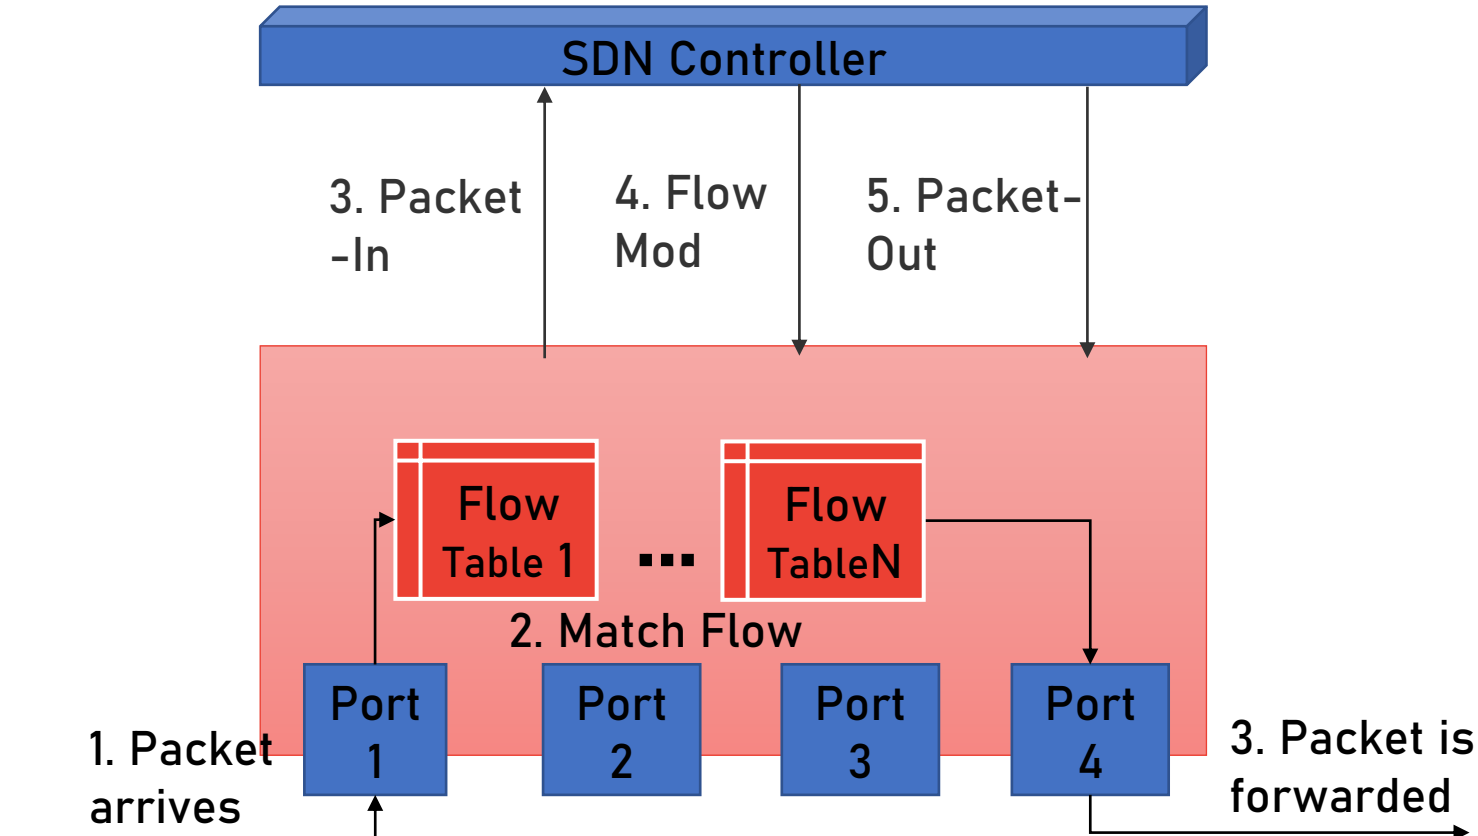 SDN Controller
3. Packet
-In
4. Flow
Mod
5. Packet-
Out
Flow
Table 1
...
Flow
TableN
2. Match Flow
Port
1
Port
2
Port
3
Port
4
1. Packet
arrives
3. Packet is
forwarded